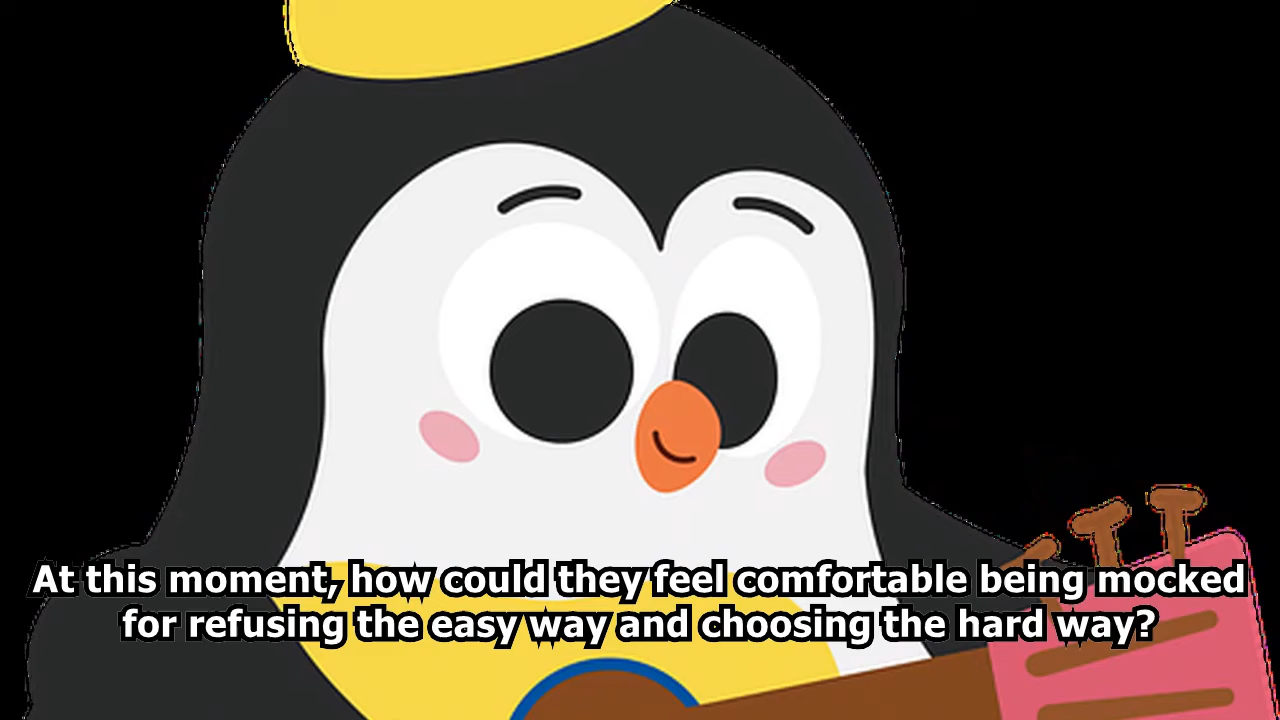 At this moment, how could they feel comfortable being mocked
for refusing the easy way and choosing the hard way?